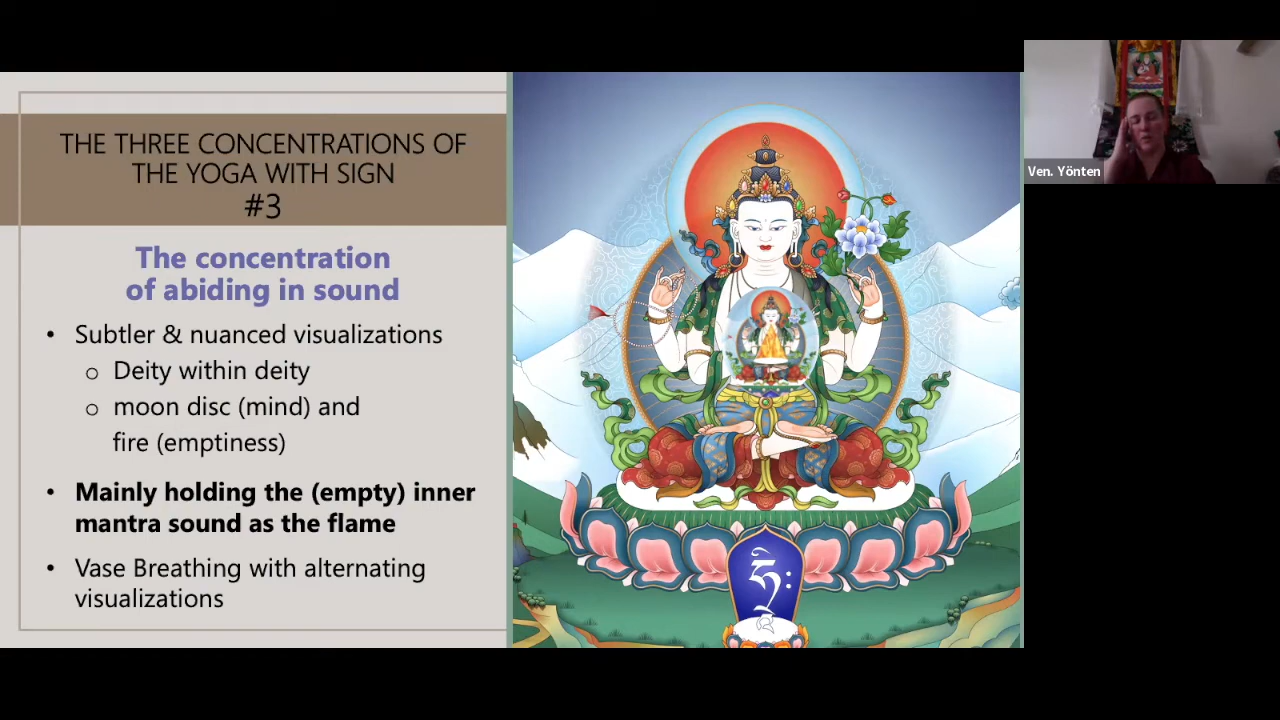 THE THREE CONCENTRATIONS OF
THE YOGA WITH SIGN
#3
The concentration
of abiding in sound
• Subtler & nuanced visualizations
o Deity within deity
o moon disc (mind) and
fire (emptiness)
• Mainly holding the (empty) inner
mantra sound as the flame
• Vase Breathing with alternating
visualizations
Ven. Yönten